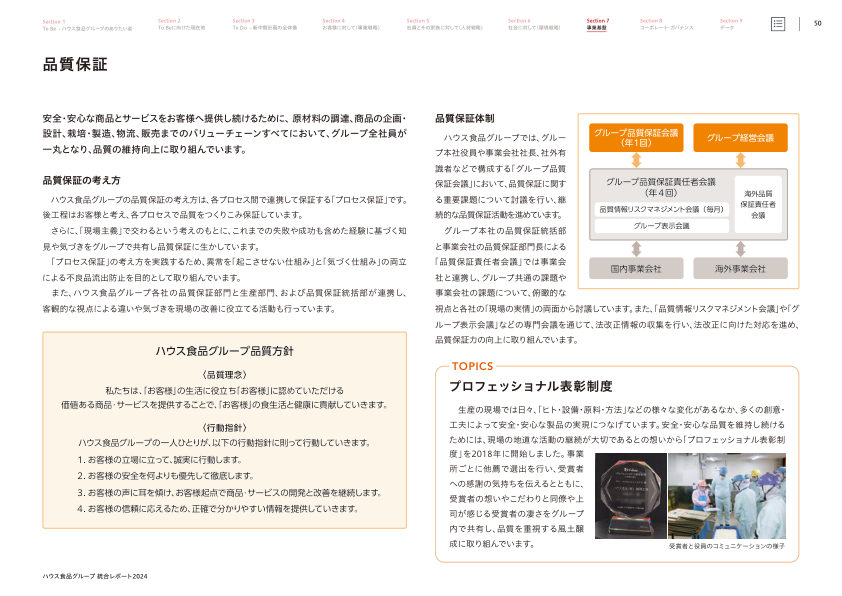 Section 1
To Be ‥ハウス食品グループのありたい姿
Section 2
To Beに向けた現在地
Section 3
To Do ‥新中期計画の全体像
Section 4
お客様に対して(事業戦略)
Section 5
社員とその家族に対して(人材戦略)
Section 6
社会に対して(環境戦略)
Section 7
事業基盤
Section 8
コーポレート・ガバナンス
Section 9
データ
50
品質保証
安全・安心な商品とサービスをお客様へ提供し続けるために、原材料の調達、商品の企画・
設計、栽培・製造、物流、販売までのバリューチェーンすべてにおいて、グループ全社員が
一丸となり、品質の維持向上に取り組んでいます。
品質保証の考え方
ハウス食品グループの品質保証の考え方は、各プロセス間で連携して保証する「プロセス保証」です。
後工程はお客様と考え、各プロセスで品質をつくりこみ保証しています。
さらに、「現場主義」で交わるという考えのもとに、これまでの失敗や成功も含めた経験に基づく知
見や気づきをグループで共有し品質保証に生かしています。
「プロセス保証」の考え方を実践するため、異常を「起こさせない仕組み」と「気づく仕組み」の両立
による不良品流出防止を目的として取り組んでいます。
また、ハウス食品グループ各社の品質保証部門と生産部門、および品質保証統括部が連携し、
客観的な視点による違いや気づきを現場の改善に役立てる活動も行っています。
ハウス食品グループ品質方針
〈品質理念〉
私たちは、「お客様」の生活に役立ち「お客様」に認めていただける
価値ある商品・サービスを提供することで、「お客様」の食生活と健康に貢献していきます。
〈行動指針〉
ハウス食品グループの一人ひとりが、以下の行動指針に則って行動していきます。
1. お客様の立場に立って、誠実に行動します。
2. お客様の安全を何よりも優先して徹底します。
3. お客様の声に耳を傾け、お客様起点で商品・サービスの開発と改善を継続します。
4. お客様の信頼に応えるため、正確で分かりやすい情報を提供していきます。
品質保証体制
ハウス食品グループでは、グルー
プ本社役員や事業会社社長、社外有
識者などで構成する「グループ品質
保証会議」において、品質保証に関す
る重要課題について討議を行い、継
続的な品質保証活動を進めています。
グループ本社の品質保証統括部
と事業会社の品質保証部門長による
「品質保証責任者会議」では事業会
社と連携し、グループ共通の課題や
事業会社の課題について、俯瞰的な
視点と各社の「現場の実情」の両面から討議しています。また、「品質情報リスクマネジメント会議」や「グ
ループ表示会議」などの専門会議を通じて、法改正情報の収集を行い、法改正に向けた対応を進め、
品質保証力の向上に取り組んでいます。
グループ品質保証会議
(年1回)
グループ経営会議
グループ品質保証責任者会議
(年4回)
品質情報リスクマネジメント会議(毎月)
グループ表示会議
海外品質
保証責任者
会議
国内事業会社
海外事業会社
TOPICS
プロフェッショナル表彰制度
生産の現場では日々、「ヒト・設備・原料・方法」などの様々な変化があるなか、多くの創意・
工夫によって安全・安心な製品の実現につなげています。安全・安心な品質を維持し続ける
ためには、現場の地道な活動の継続が大切であるとの想いから「プロフェッショナル表彰制
度」を2018年に開始しました。事業
所ごとに他薦で選出を行い、受賞者
への感謝の気持ちを伝えるとともに、
受賞者の想いやこだわりと同僚や上
司が感じる受賞者の凄さをグループ
内で共有し、品質を重視する風土醸
成に取り組んでいます。
受賞者と役員のコミュニケーションの様子
ハウス食品グループ 統合レポート2024